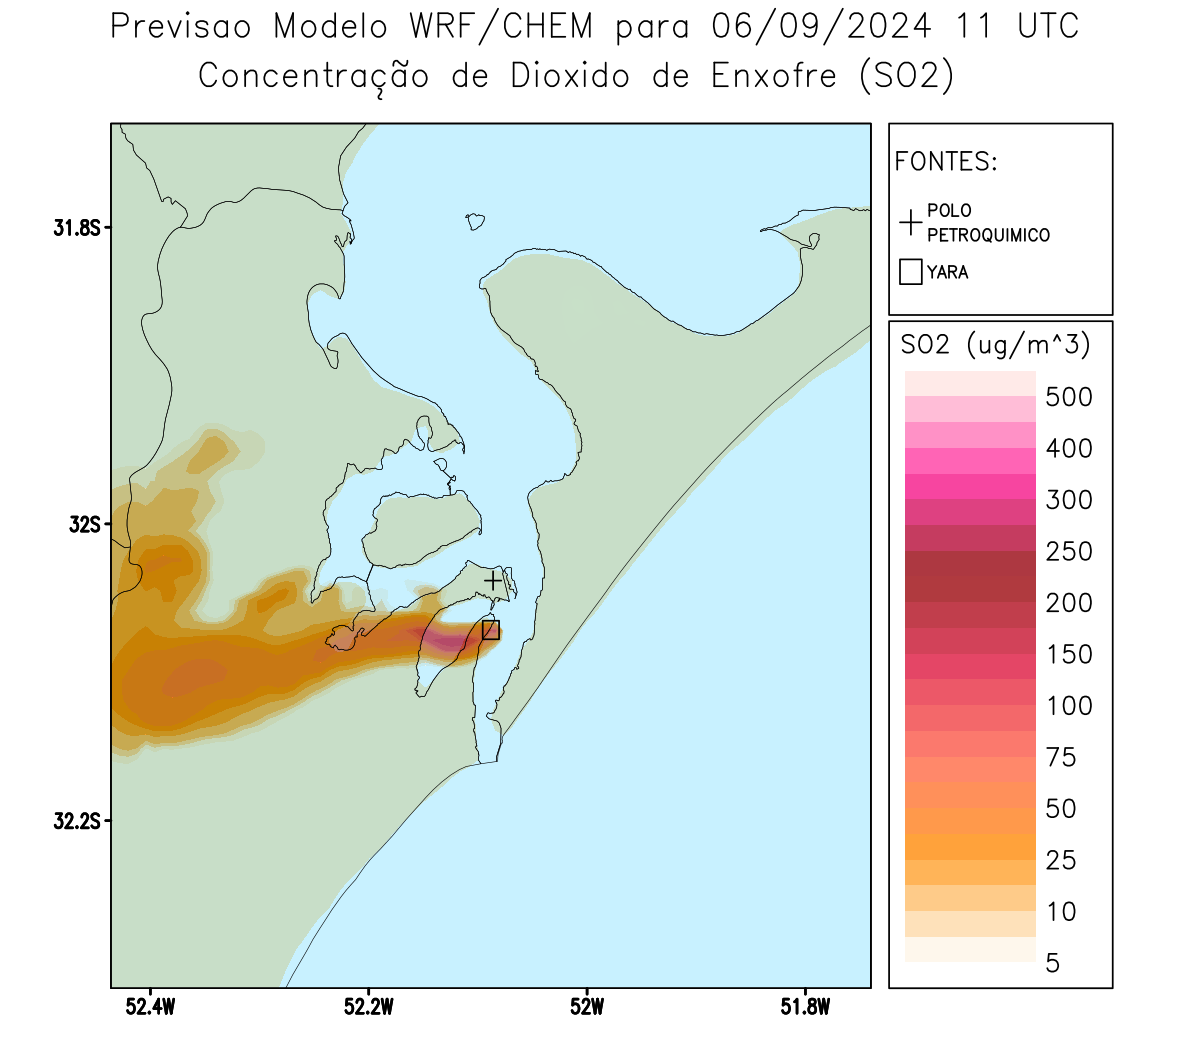 Previsao Modelo WRF/CHEM para 06/09/2024 11 UTC
Concentração de Dioxido de Enxofre (SO2)
FONTES:
POLO
PETROQUIMICO
YARA
SO2 (ug/m^3)
500
400
300
250
200
150
100
75
50
25
10
5
31.8S
32S
32.2S
52.4W
52.2W
52W
51.8W